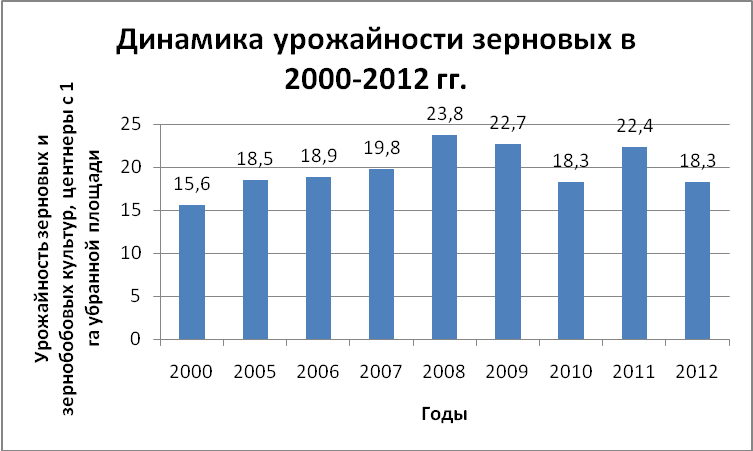 Динамика урожайности зерновых в
2000-2012 гг.
Урожайность зерновых и
зернобобовых культур, центнеры с 1
га убранной площади
25
20
15
10
5
0
15,6
18,5
18,9
19,8
23,8
22,7
18,3
22,4
18,3
2000 2005 2006 2007 2008 2009 2010 2011 2012
Годы